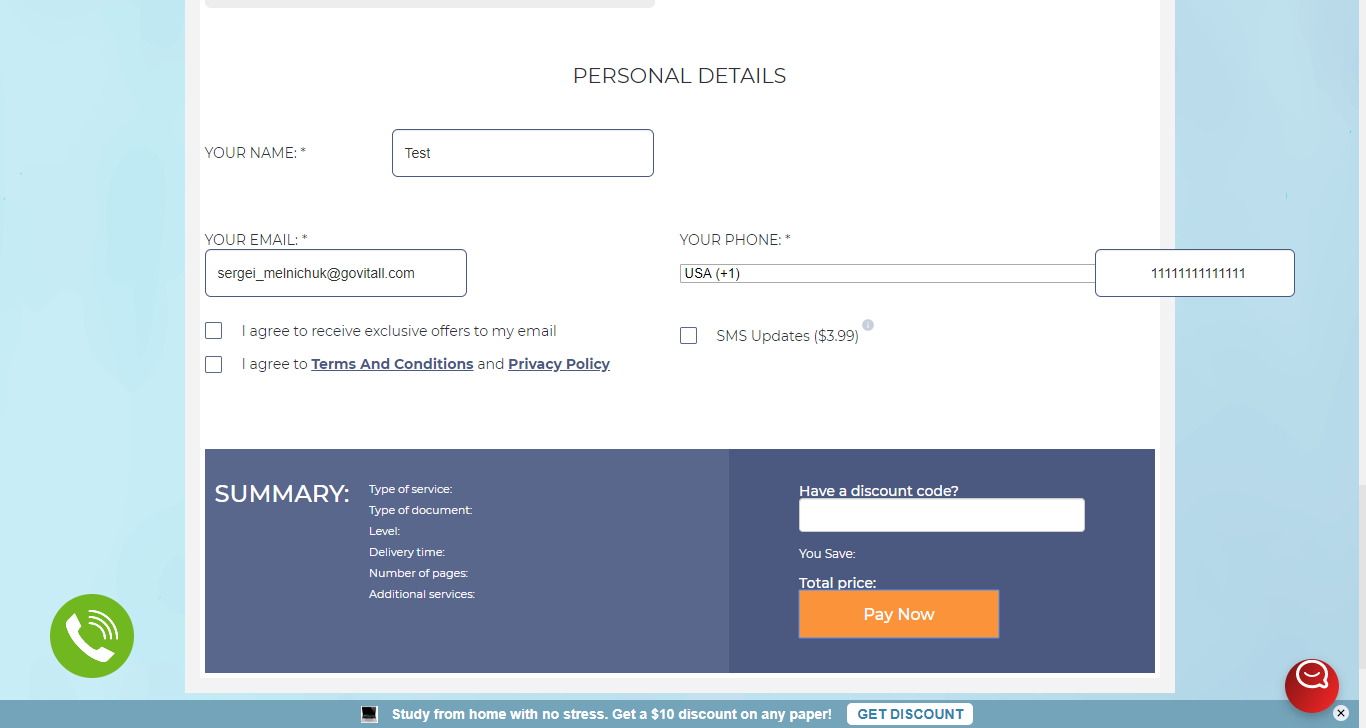 PERSONAL DETAILS
YOUR NAME: *
Test
YOUR EMAIL: *
YOUR PHONE: *
sergei_melnichuk@govitall.com
USA (+1)
11111111111111
I agree to receive exclusive offers to my email
SMS Updates ($3.99)
I agree to Terms And Conditions and Privacy Policy
SUMMARY:
Type of service:
Type of document:
Level:
Delivery time:
Number of pages:
Additional services:
Have a discount code?
You Save:
Total price:
Pay Now
Study from home with no stress. Get a $10 discount on any paper!
GET DISCOUNT